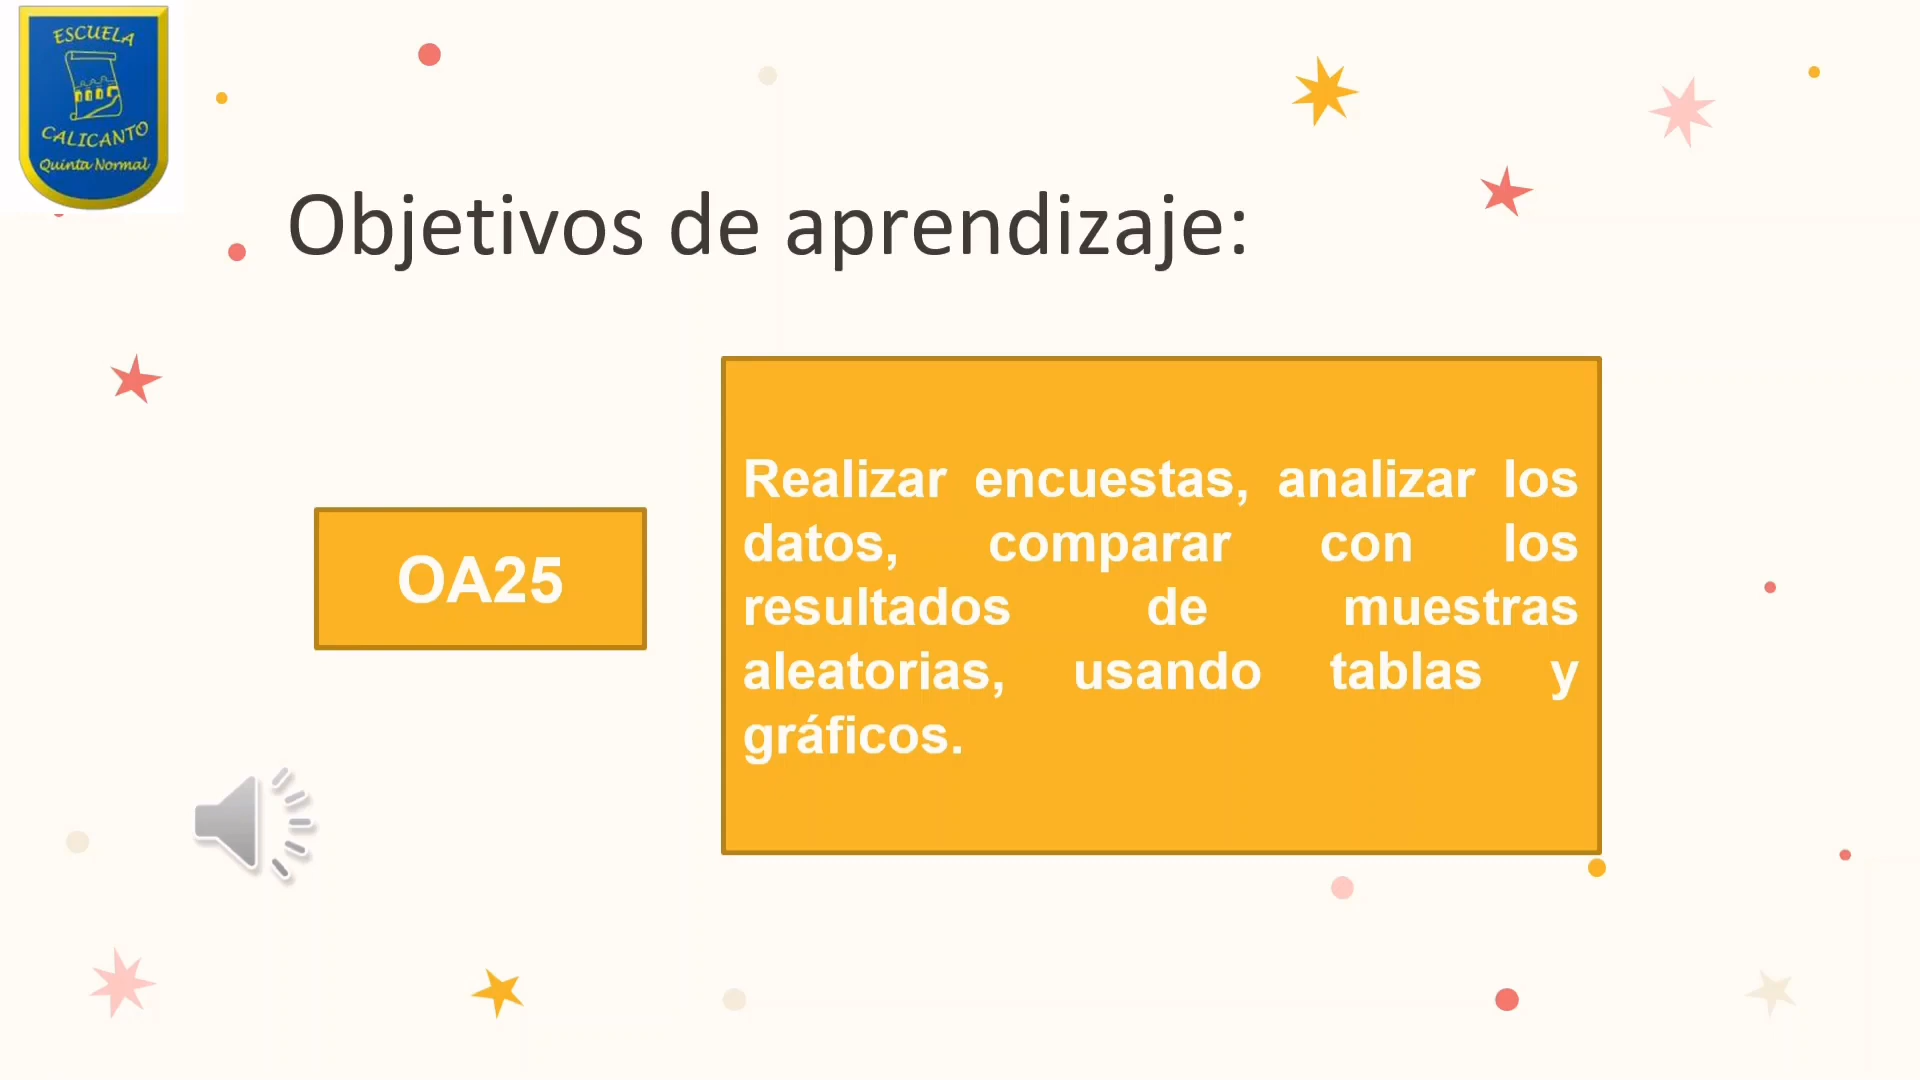 ESCUELA
CALICANTO
Quinta Normal
Objetivos de aprendizaje:
OA25
Realizar encuestas, analizar los
datos, comparar con los
resultados de muestras
aleatorias, usando tablas y
gráficos.